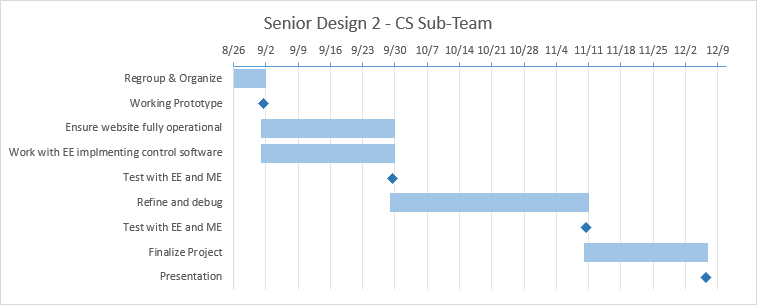 Senior Design 2 - CS Sub-Team
8/26 9/2 9/9 9/16 9/23 9/30 10/7 10/14 10/21 10/28 11/4 11/11 11/18 11/25 12/2 12/9
Regroup & Organize
Working Prototype
Ensure website fully operational
Work with EE implmenting control software
Test with EE and ME
Refine and debug
Test with EE and ME
Finalize Project
Presentation